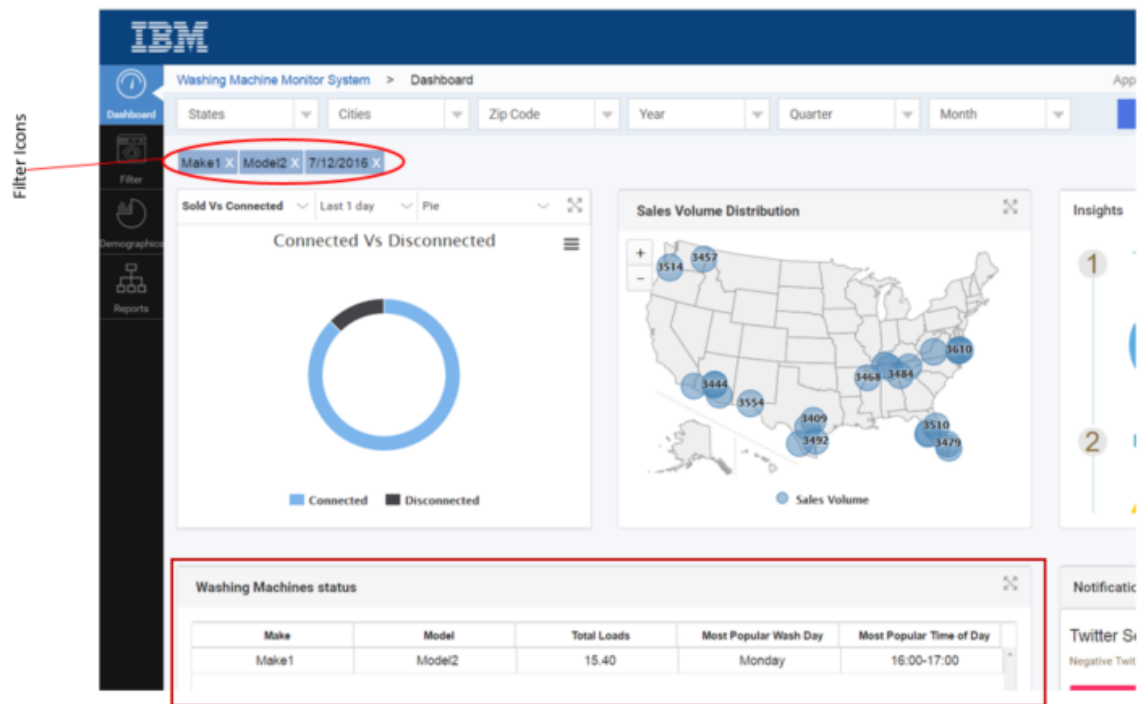 IBM
Washing Machine Monitor System > Dashboard
App
Dashboard
States
Cities
Zip Code
Year
Quarter
Month
Filter Icons
Make1 X Model2 X 7/12/2016 X
Filter
Demographics
Reports
Sold Vs Connected
Last 1 day
Pie
Connected Vs Disconnected
Connected
Disconnected
Sales Volume Distribution
+
-
3514
3457
3610
3468
3484
3444
3554
3409
3492
3510
3479
Sales Volume
Insights
1
2
Washing Machines status
Make Model Total Loads Most Popular Wash Day Most Popular Time of Day
Make1 Model2 15.40 Monday 16:00-17:00
Notificatio
Twitter Se
Negative Twit